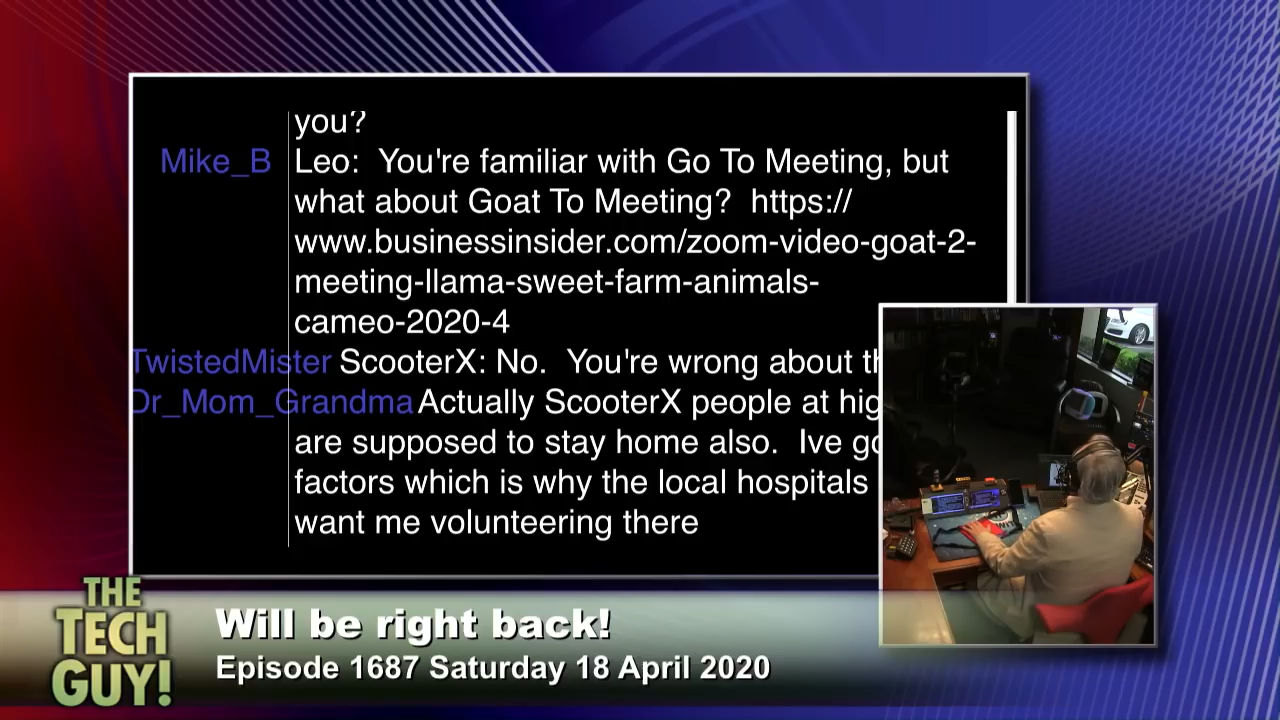 you?
Mike_B Leo: You're familiar with Go To Meeting, but
what about Goat To Meeting? https://
www.businessinsider.com/zoom-video-goat-2-
meeting-llama-sweet-farm-animals-
cameo-2020-4
TwistedMister ScooterX: No. You're wrong about
Dr_Mom_Grandma Actually ScooterX people at
are supposed to stay home also. Ive
factors which is why the local hospitals
want me volunteering there
THE
TECH
GUY!
Will be right back!
Episode 1687 Saturday 18 April 2020